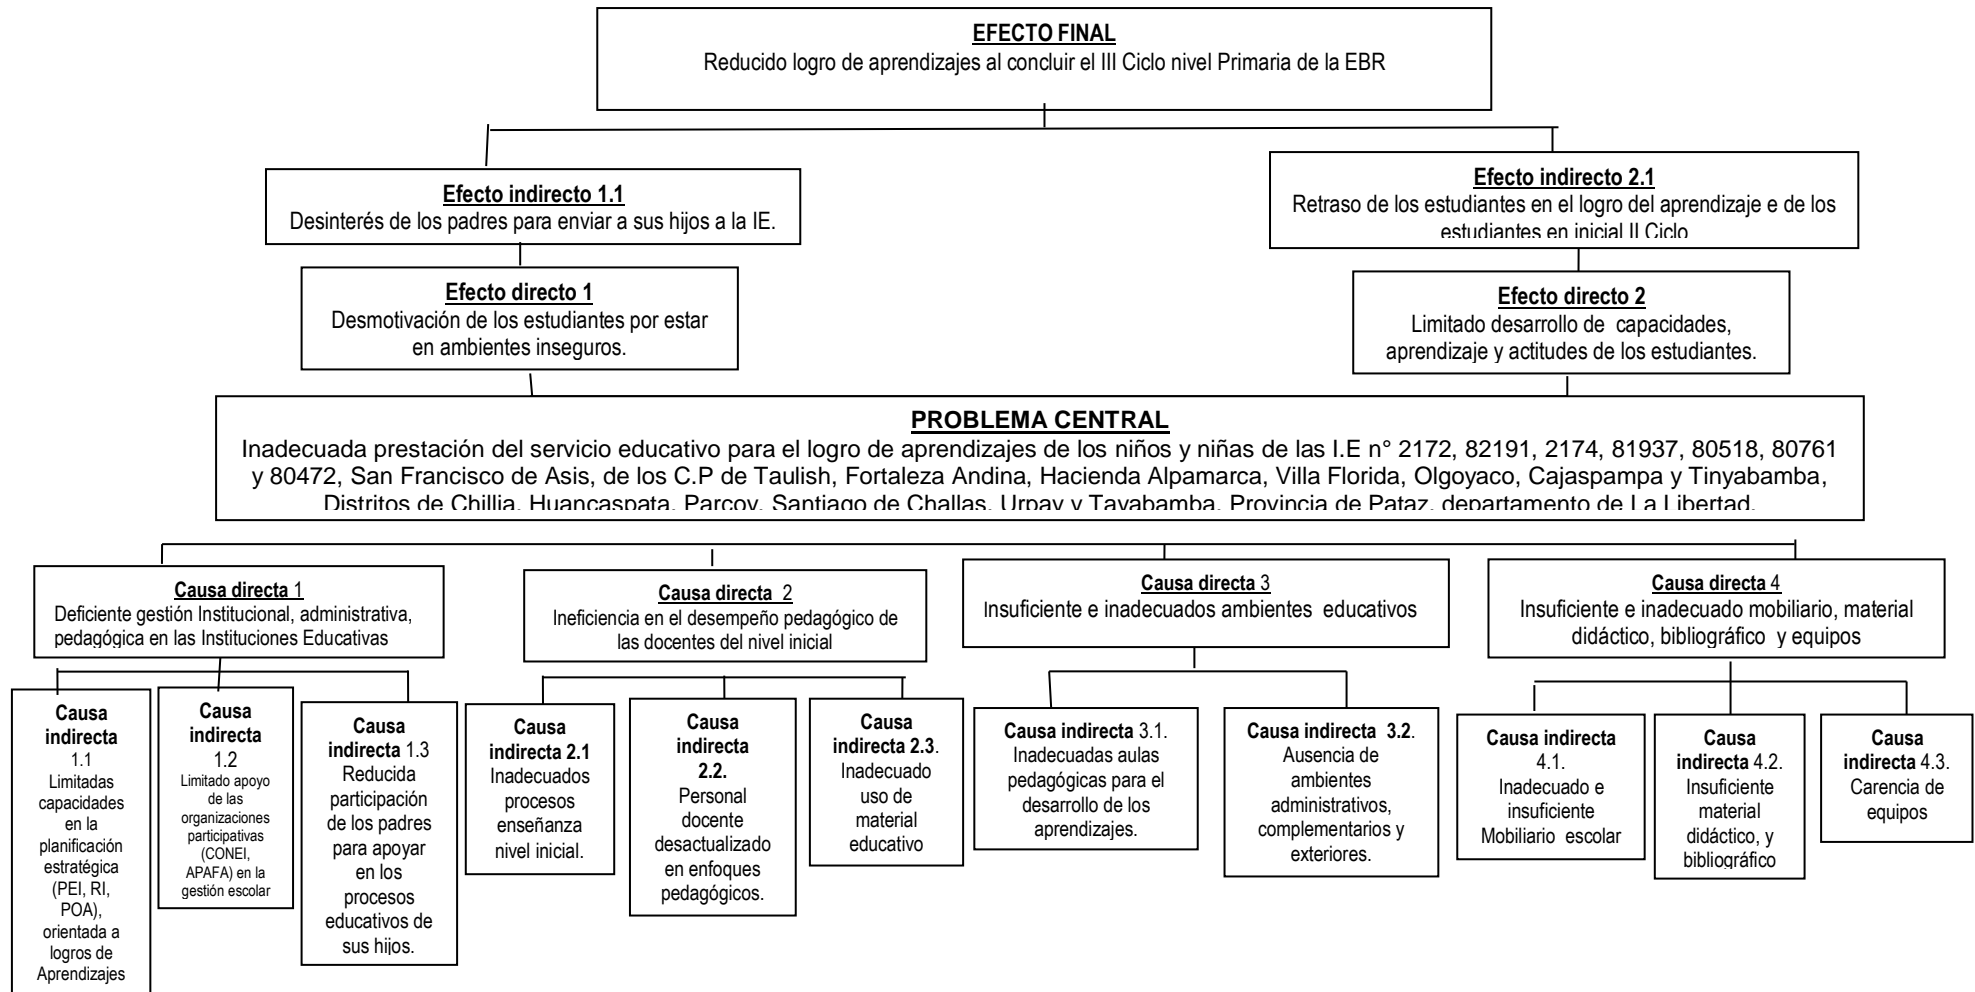 EFECTO FINAL
Reducido logro de aprendizajes al concluir el III Ciclo nivel Primaria de la EBR
Efecto indirecto 1.1
Desinterés de los padres para enviar a sus hijos a la IE.
Efecto indirecto 2.1
Retraso de los estudiantes en el logro del aprendizaje e de los
estudiantes en inicial II Ciclo
Efecto directo 1
Desmotivación de los estudiantes por estar
en ambientes inseguros.
Efecto directo 2
Limitado desarrollo de capacidades,
aprendizaje y actitudes de los estudiantes.
PROBLEMA CENTRAL
Inadecuada prestación del servicio educativo para el logro de aprendizajes de los niños y niñas de las I.E n° 2172, 82191, 2174, 81937, 80518, 80761
y 80472, San Francisco de Asis, de los C.P de Taulish, Fortaleza Andina, Hacienda Alpamarca, Villa Florida, Olgoyaco, Cajaspampa y Tinyabamba,
Distritos de Chillia, Huancaspata, Parcoy, Santiago de Challas, Urpay y Tayabamba, Provincia de Pataz, departamento de La Libertad.
Causa directa 1
Deficiente gestión Institucional, administrativa,
pedagógica en las Instituciones Educativas
Causa directa 2
Ineficiencia en el desempeño pedagógico de
las docentes del nivel inicial
Causa directa 3
Insuficiente e inadecuados ambientes educativos
Causa directa 4
Insuficiente e inadecuado mobiliario, material
didáctico, bibliográfico y equipos
Causa
indirecta
1.1
Limitadas
capacidades
en la
planificación
estratégica
(PEI, RI,
POA),
orientada a
logros de
Aprendizajes
Causa
indirecta
1.2
Limitado apoyo
de las
organizaciones
participativas
(CONEI,
APAFA) en la
gestión escolar
Causa
indirecta 1.3
Reducida
participación
de los padres
para apoyar
en los
procesos
educativos de
sus hijos.
Causa
indirecta 2.1
Inadecuados
procesos
enseñanza
nivel inicial.
Causa
indirecta
2.2.
Personal
docente
desactualizado
en enfoques
pedagógicos.
Causa
indirecta 2.3.
Inadecuado
uso de
material
educativo
Causa indirecta 3.1.
Inadecuadas aulas
pedagógicas para el
desarrollo de los
aprendizajes.
Causa indirecta 3.2.
Ausencia de
ambientes
administrativos,
complementarios y
exteriores.
Causa indirecta
4.1.
Inadecuado e
insuficiente
Mobiliario escolar
Causa
indirecta 4.2.
Insuficiente
material
didáctico, y
bibliográfico
Causa
indirecta 4.3.
Carencia de
equipos